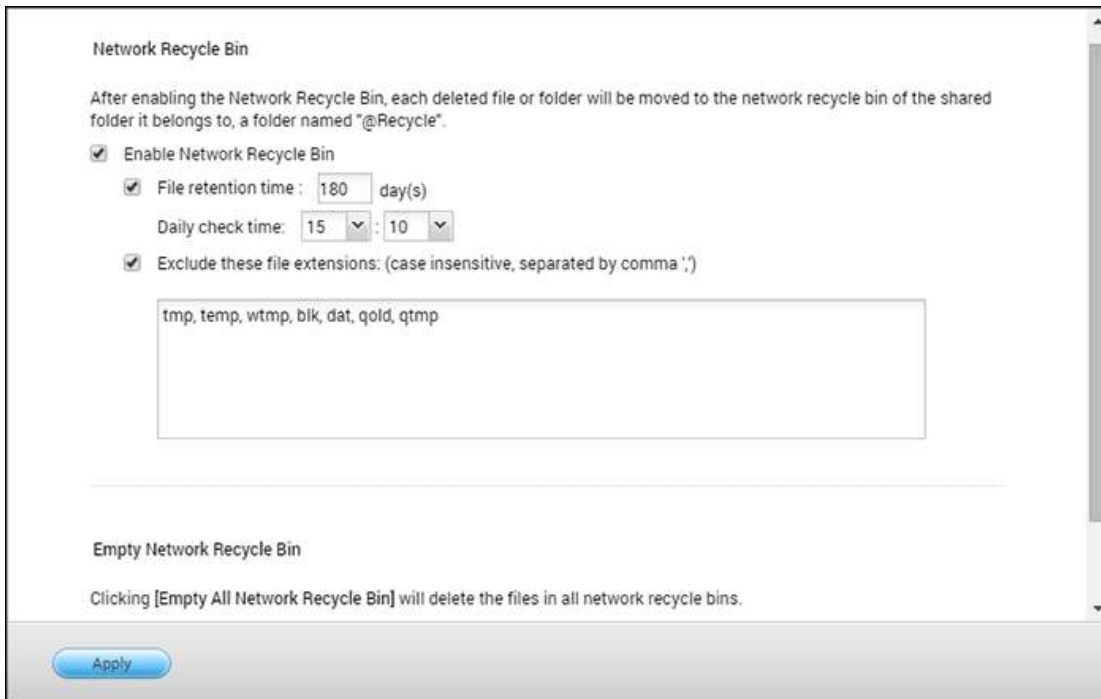 Network Recycle Bin
After enabling the Network Recycle Bin, each deleted file or folder will be moved to the network recycle bin of the shared
folder it belongs to, a folder named "@Recycle".
Enable Network Recycle Bin
File retention time : 180 day(s)
Daily check time: 15 : 10
Exclude these file extensions: (case insensitive, separated by comma ',')
tmp, temp, wtmp, blk, dat, qold, qtmp
Empty Network Recycle Bin
Clicking [Empty All Network Recycle Bin] will delete the files in all network recycle bins.
Apply